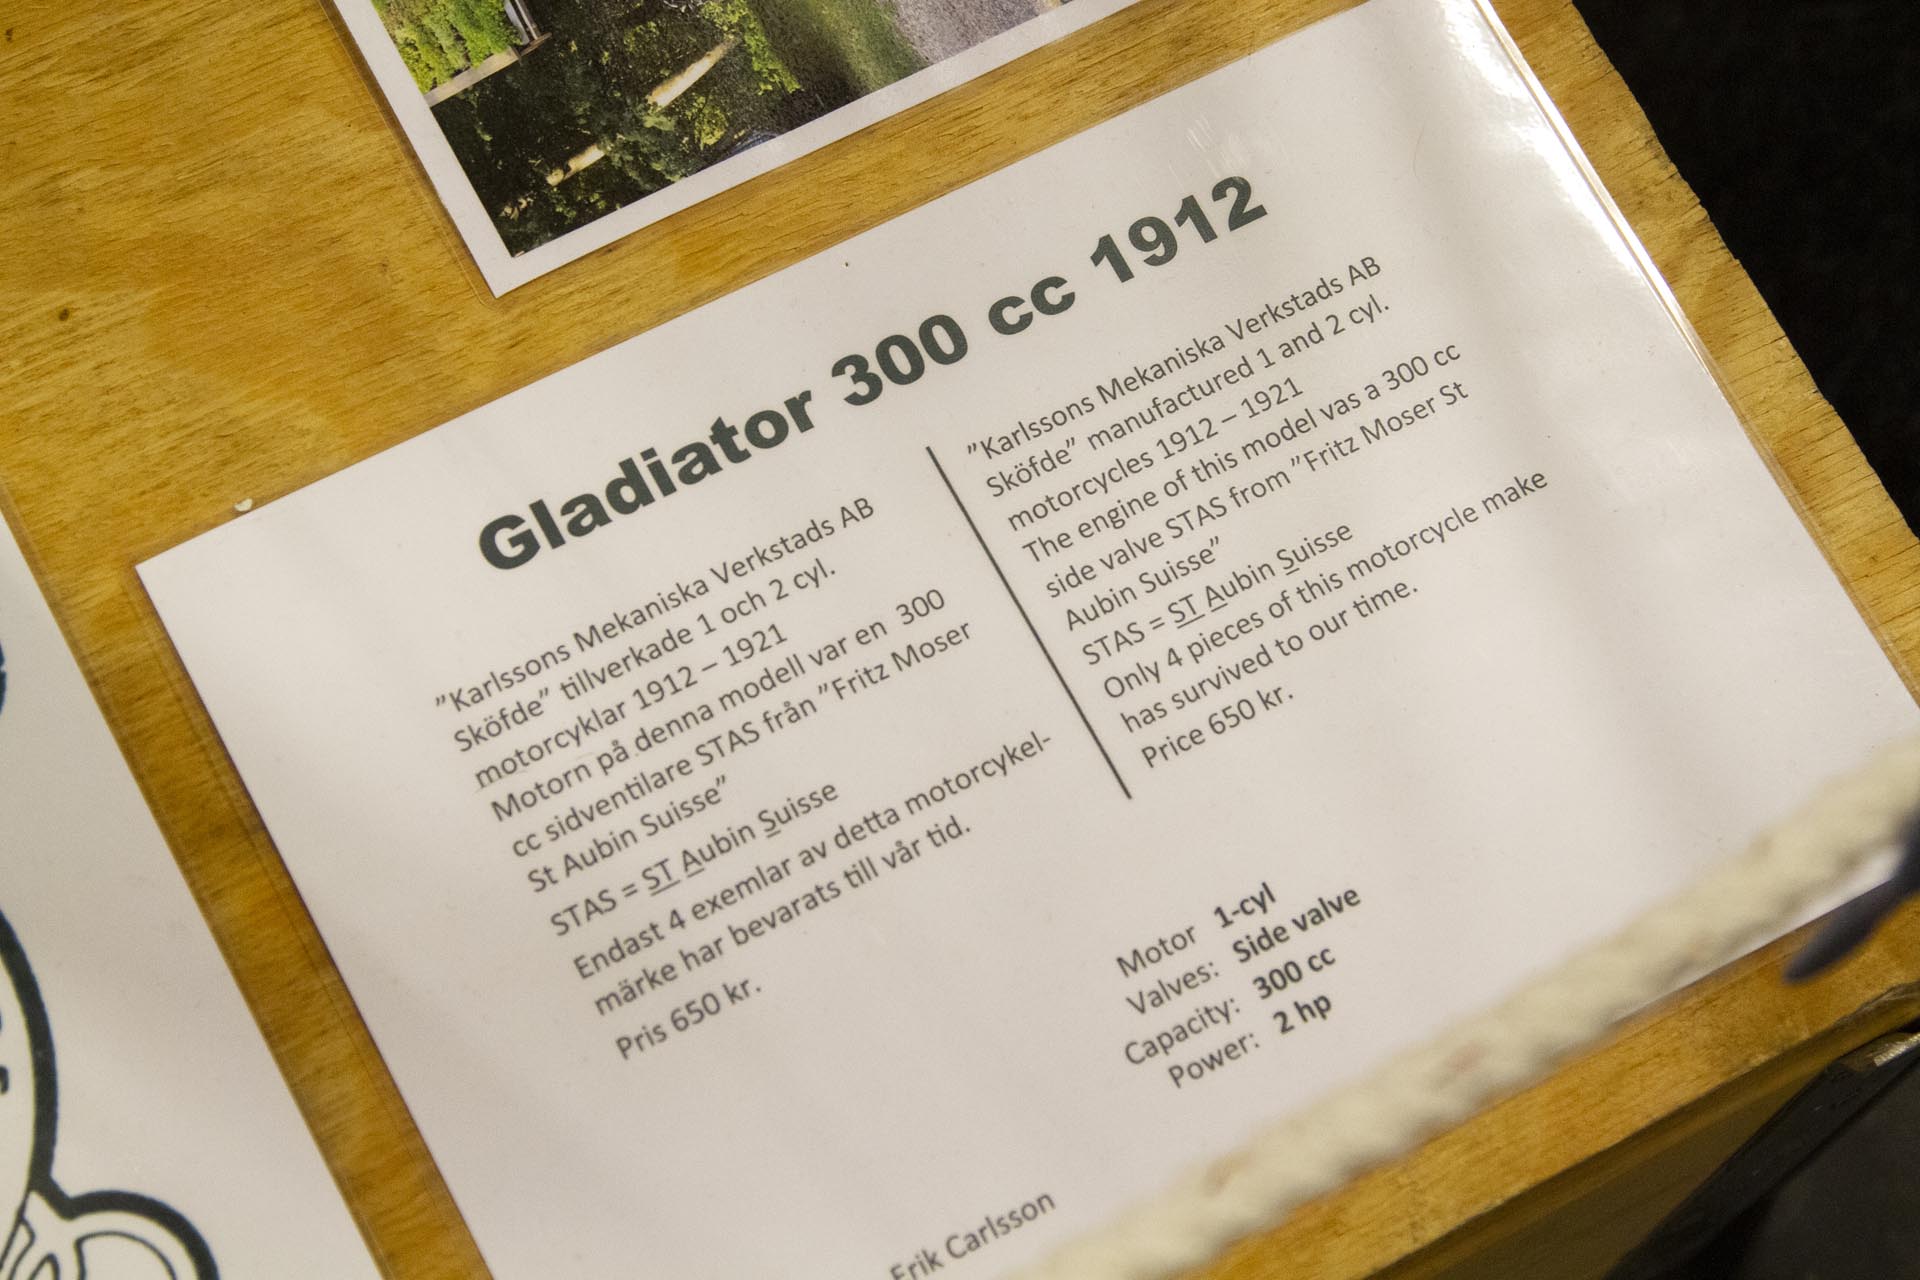 Gladiator 300 cc 1912
”Karlssons Mekaniska Verkstads AB
Sköfde” tillverkade 1 och 2 cyl.
motorcyklar 1912 – 1921
Motorn på denna modell var en 300
cc sidventilare STAS från ”Fritz Moser
St Aubin Suisse”
STAS = ST Aubin Suisse
Endast 4 exemlar av detta motorcykel-
märke har bevarats till vår tid.
Pris 650 kr.
”Karlssons Mekaniska Verkstads AB
Sköfde” manufactured 1 and 2 cyl.
motorcycles 1912 – 1921
The engine of this model vas a 300 cc
side valve STAS from ”Fritz Moser St
Aubin Suisse”
STAS = ST Aubin Suisse
Only 4 pieces of this motorcycle make
has survived to our time.
Price 650 kr.
Motor 1-cyl
Valves: Side valve
Capacity: 300 cc
Power: 2 hp
Erik Carlsson